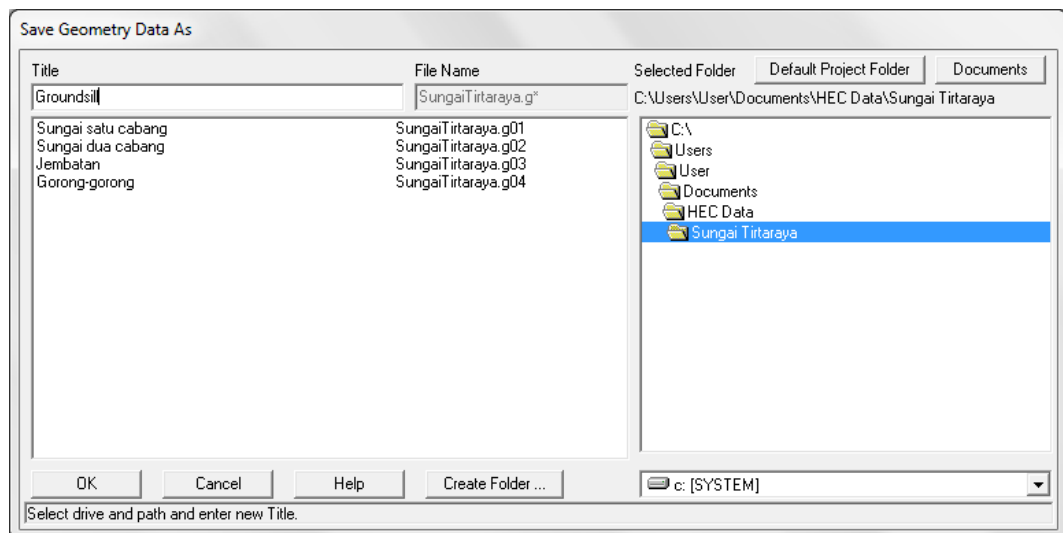 Save Geometry Data As
Title File Name Selected Folder Default Project Folder Documents
Groundsill SungaiTirtaraya.g* C:\Users\User\Documents\HEC Data\Sungai Tirtaraya
Sungai satu cabang SungaiTirtaraya.g01
Sungai dua cabang SungaiTirtaraya.g02
Jembatan SungaiTirtaraya.g03
Gorong-gorong SungaiTirtaraya.g04
C:\
Users
User
Documents
HEC Data
Sungai Tirtaraya
OK Cancel Help Create Folder ... c: [SYSTEM]
Select drive and path and enter new Title.